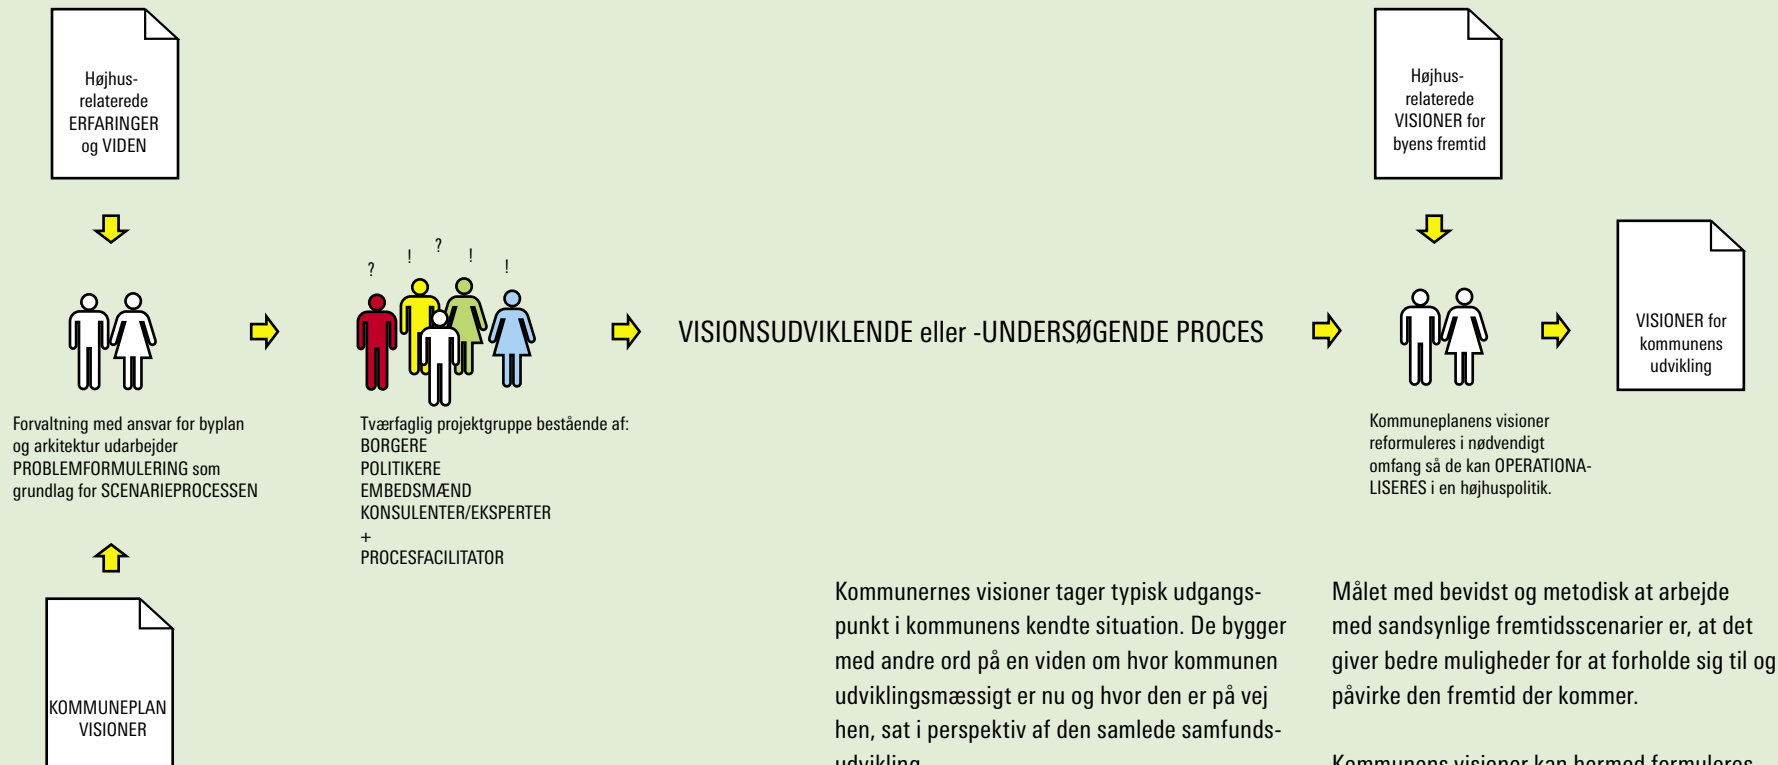 Højhus-
relaterede
ERFARINGER
og VIDEN
Højhus-
relaterede
VISIONER for
byens fremtid
?
!
?
!
!
VISIONSUDVIKLENDE eller -UNDERSØGENDE PROCES
VISIONER for
kommunens
udvikling
Forvaltning med ansvar for byplan
og arkitektur udarbejder
PROBLEMFORMULERING som
grundlag for SCENARIEPROCESSEN
Tværfaglig projektgruppe bestående af:
BORGERE
POLITIKERE
EMBEDSMÆND
KONSULENTER/EKSPERTER
+
PROCESFACILITATOR
Kommuneplanens visioner
reformuleres i nødvendigt
omfang så de kan OPERATIONA-
LISERES i en højhuspolitik.
KOMMUNEPLAN
VISIONER
Kommunernes visioner tager typisk udgangs-
punkt i kommunens kendte situation. De bygger
med andre ord på en viden om hvor kommunen
udviklingsmæssigt er nu og hvor den er på vej
hen, sat i perspektiv af den samlede samfunds-
udvikling.
Målet med bevidst og metodisk at arbejde
med sandsynlige fremtidsscenarier er, at det
giver bedre muligheder for at forholde sig til og
påvirke den fremtid der kommer.
Kommunens visioner kan hermed formuleres